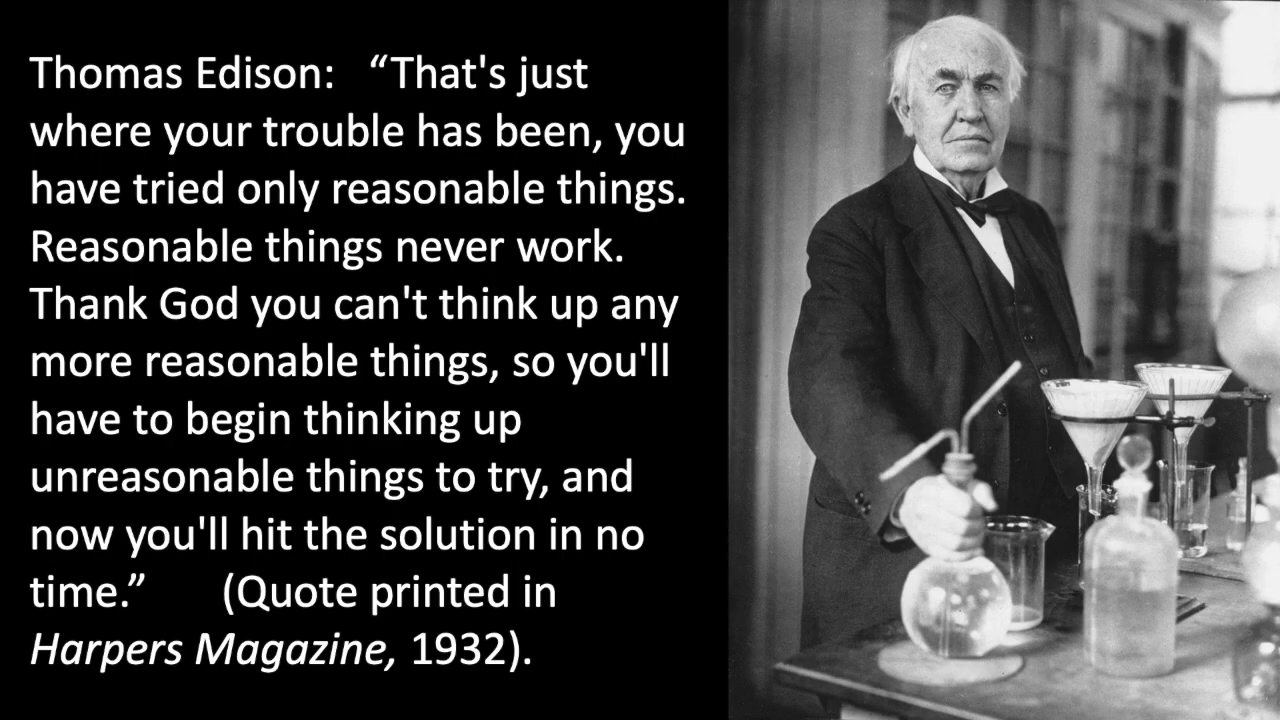 Thomas Edison:   “That's just
where your trouble has been, you
have tried only reasonable things.
Reasonable things never work.
Thank God you can't think up any
more reasonable things, so you'll
have to begin thinking up
unreasonable things to try, and
now you'll hit the solution in no
time.”      (Quote printed in
Harpers Magazine, 1932).